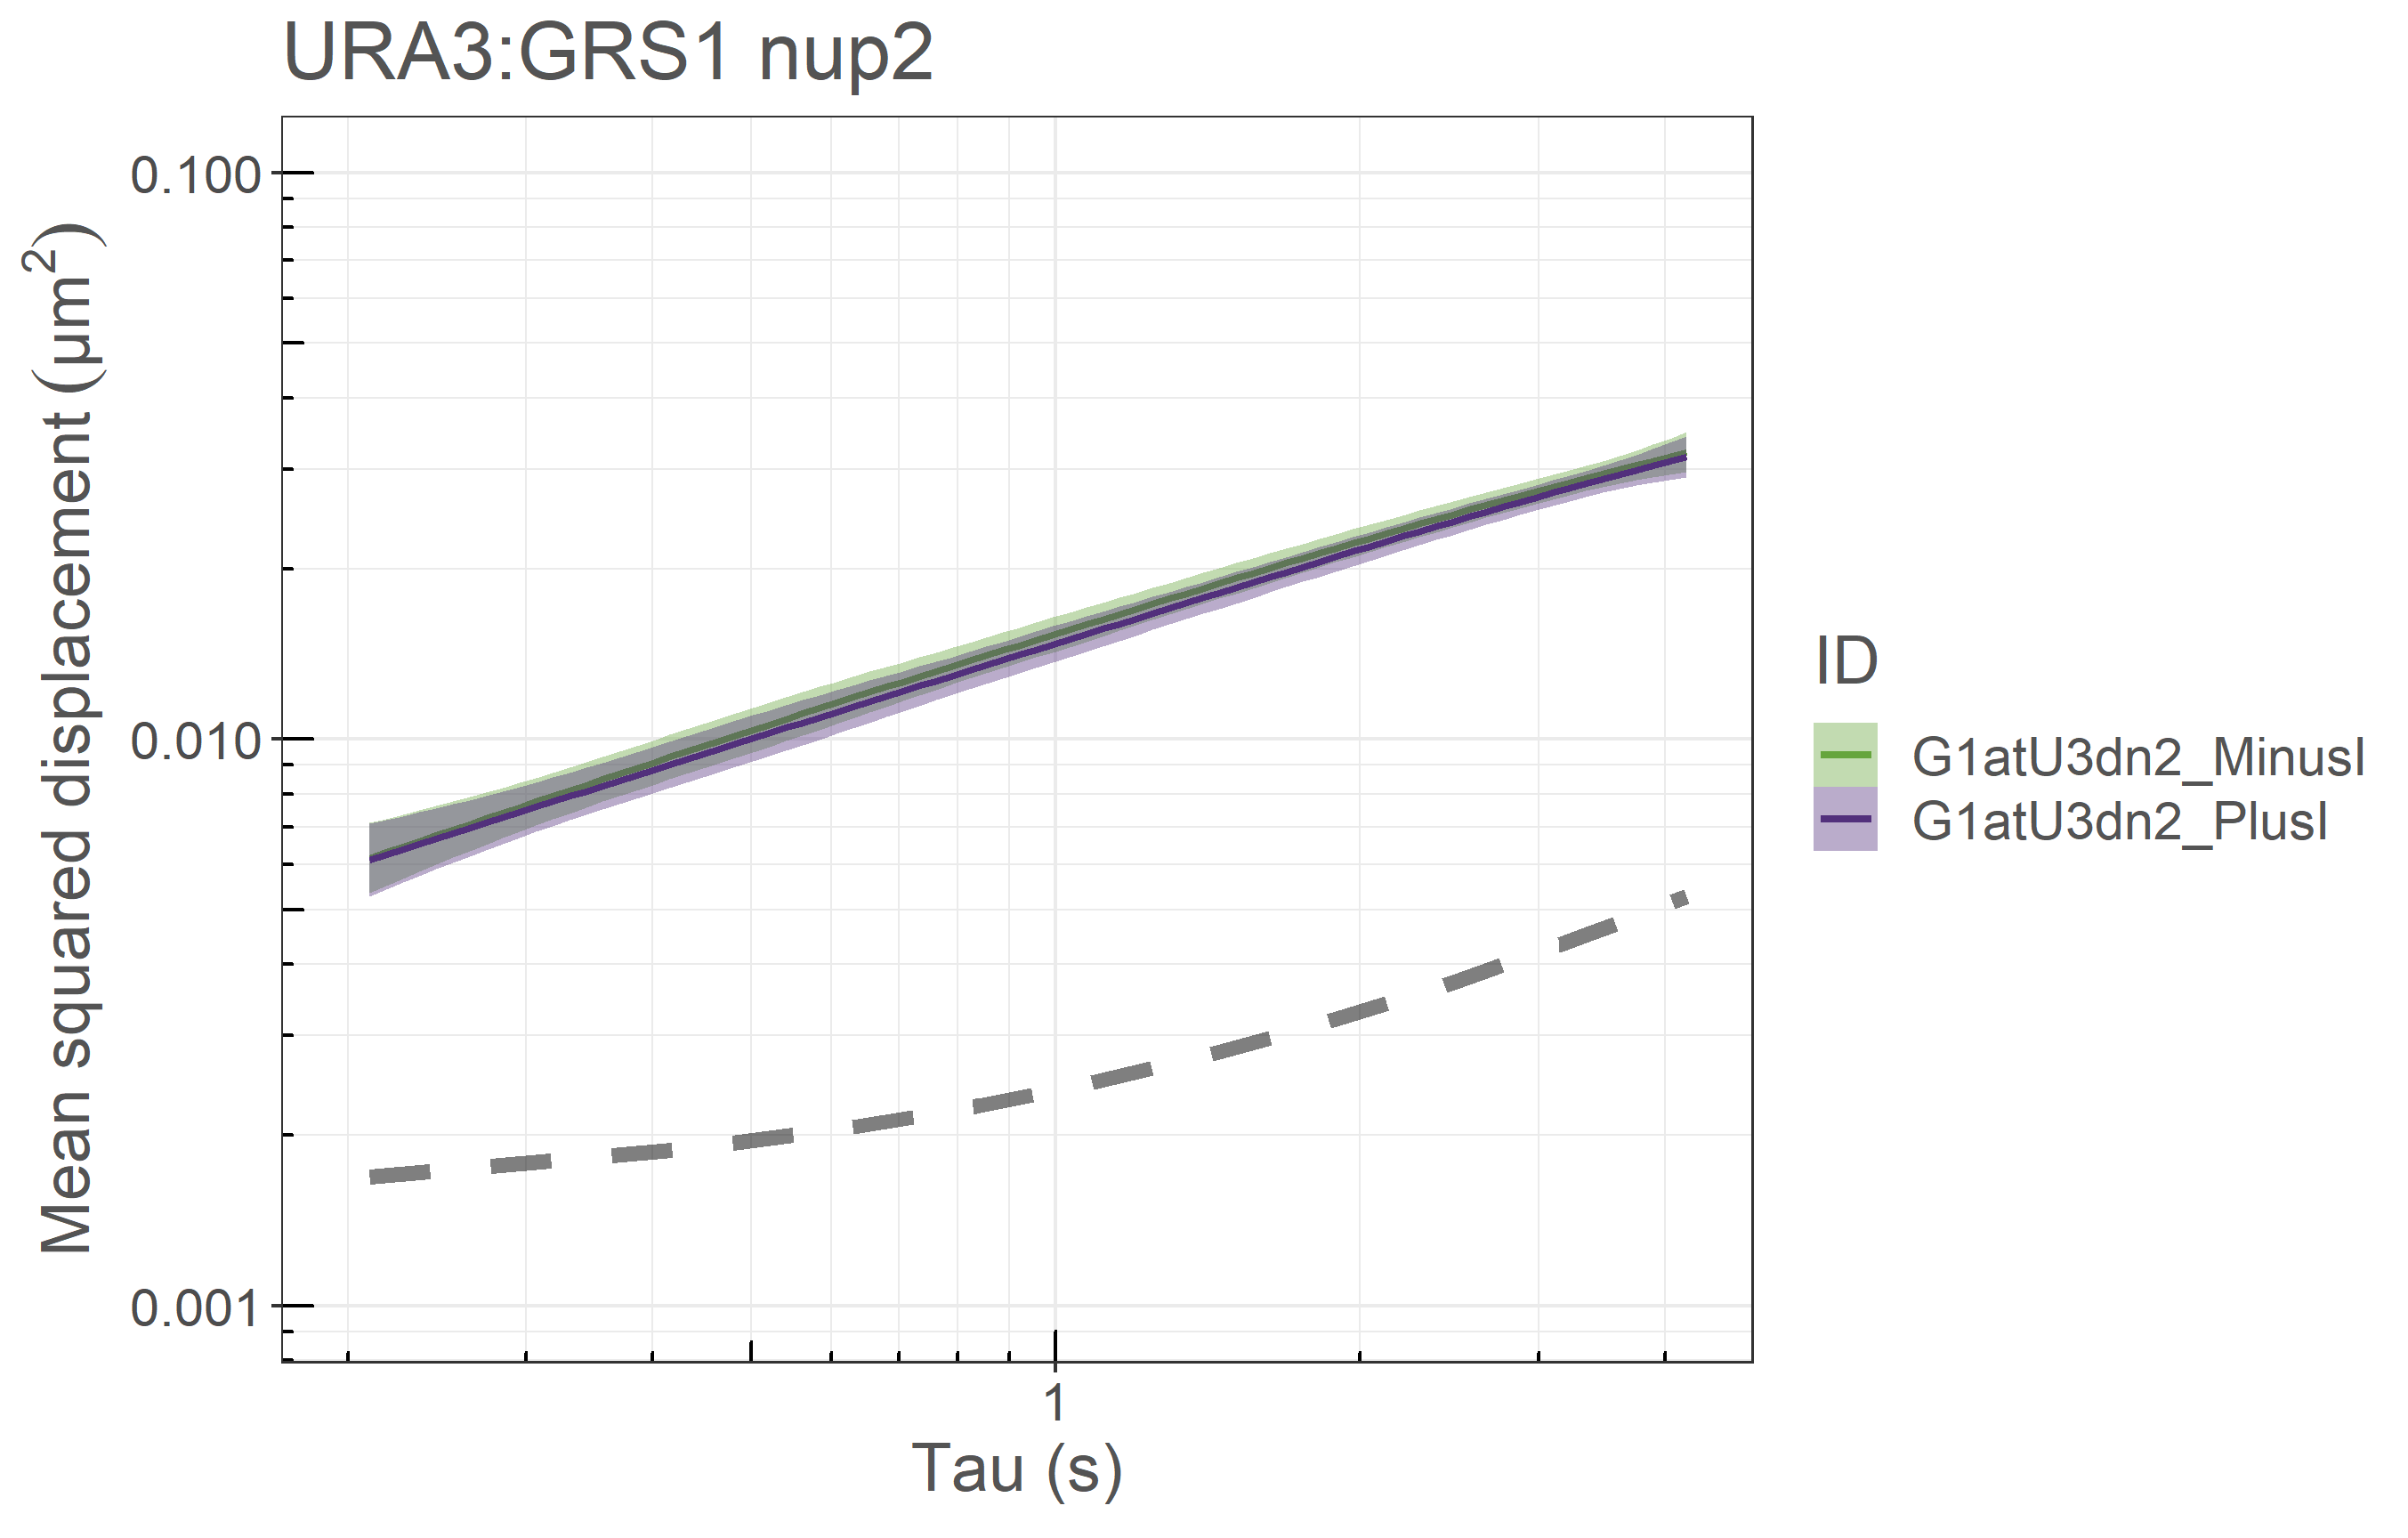 URA3:GRS1 nup2
0.100
0.010
0.001
Mean squared displacement (μm²)
1
Tau (s)
ID
G1atU3dn2_MinusI
G1atU3dn2_PlusI